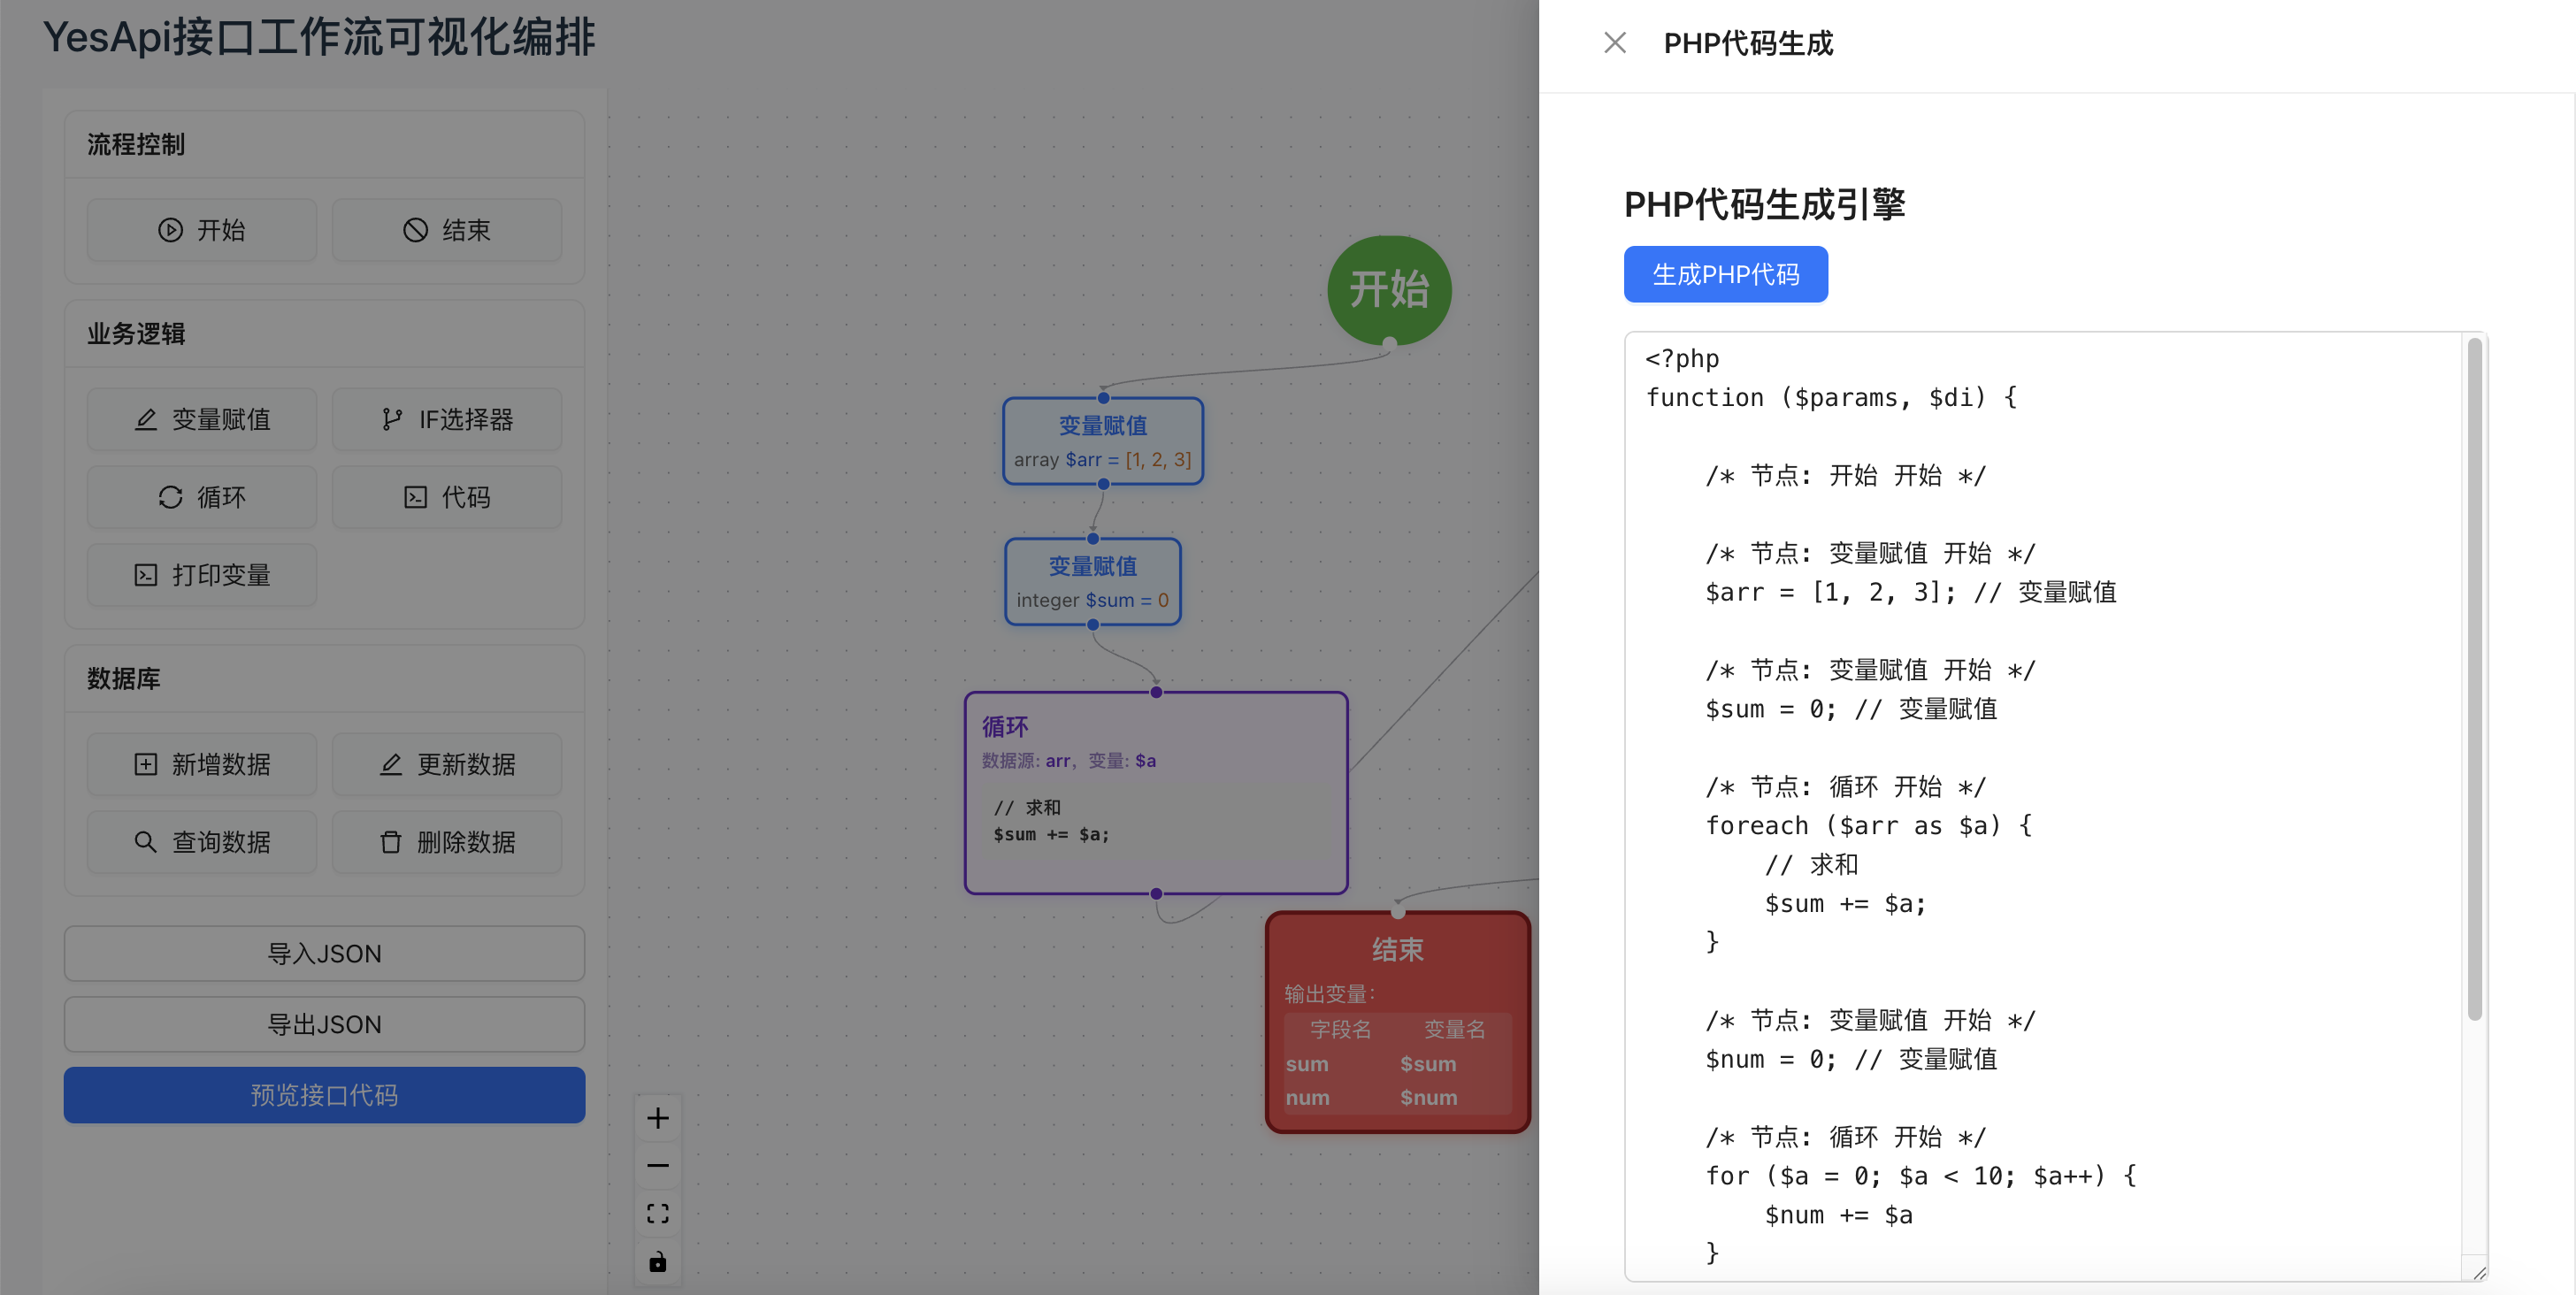 YesApi接口工作流可视化编排
流程控制
开始
结束
业务逻辑
变量赋值
IF选择器
循环
代码
打印变量
数据库
新增数据
更新数据
查询数据
删除数据
导入JSON
导出JSON
预览接口代码
开始
变量赋值
array $arr = [1, 2, 3]
变量赋值
integer $sum = 0
循环
数据源: arr，变量: $a
// 求和
$sum += $a;
结束
输出变量：
字段名 变量名
sum $sum
num $num
PHP代码生成
PHP代码生成引擎
生成PHP代码
<?php
function ($params, $di) {
/* 节点: 开始 开始 */
/* 节点: 变量赋值 开始 */
$arr = [1, 2, 3]; // 变量赋值
/* 节点: 变量赋值 开始 */
$sum = 0; // 变量赋值
/* 节点: 循环 开始 */
foreach ($arr as $a) {
// 求和
$sum += $a;
}
/* 节点: 变量赋值 开始 */
$num = 0; // 变量赋值
/* 节点: 循环 开始 */
for ($a = 0; $a < 10; $a++) {
$num += $a
}